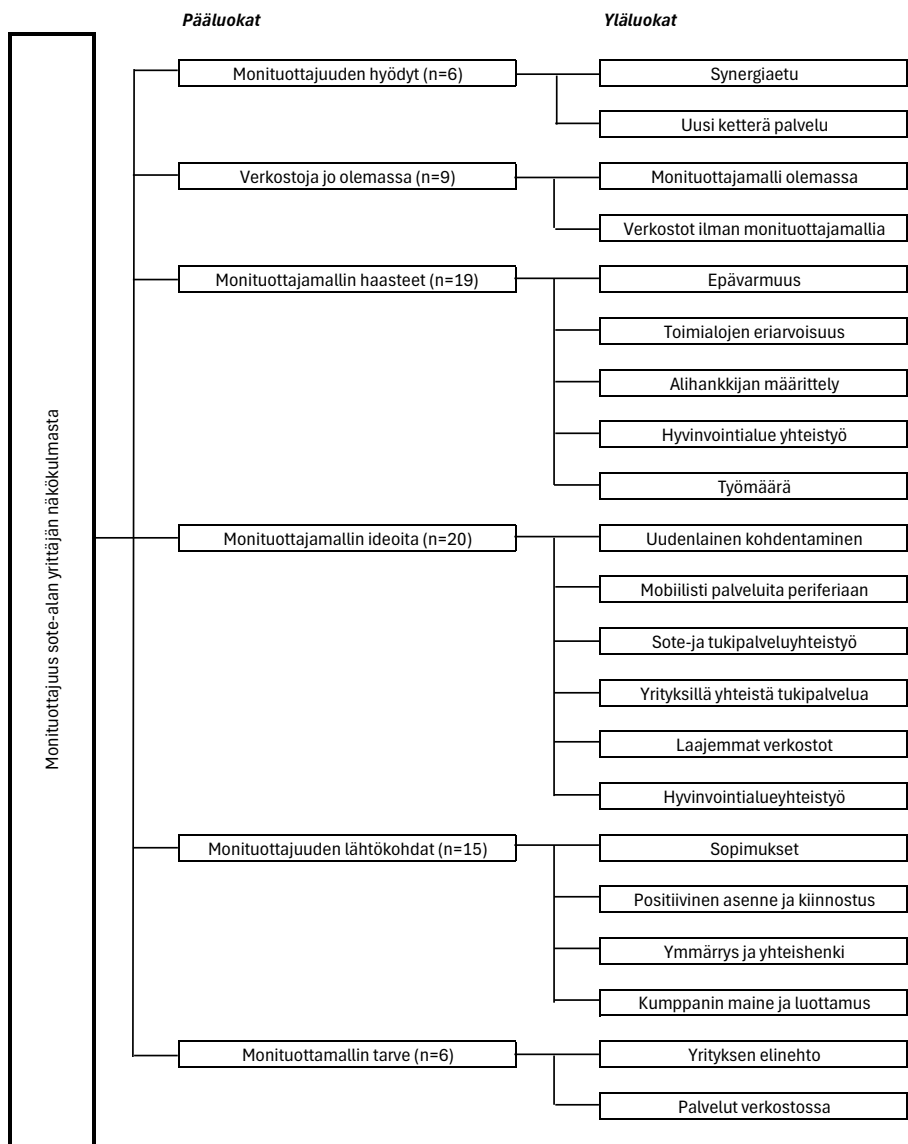 Pääluokat
Yläluokat
Monituottajuus sote-alan yrittäjän näkökulmasta
Monituottajuuden hyödyt (n=6)
Synergiaetu
Uusi ketterä palvelu
Verkostoja jo olemassa (n=9)
Monituottajamalli olemassa
Verkostot ilman monituottajamallia
Monituottajamallin haasteet (n=19)
Epävarmuus
Toimialojen eriarvoisuus
Alihankkijan määrittely
Hyvinvointialue yhteistyö
Työmäärä
Monituottajamallin ideoita (n=20)
Uudenlainen kohdentaminen
Mobiilisti palveluita periferiaan
Sote-ja tukipalveluyhteistyö
Yrityksillä yhteistä tukipalvelua
Laajemmat verkostot
Hyvinvointialueyhteistyö
Monituottajuuden lähtökohdat (n=15)
Sopimukset
Positiivinen asenne ja kiinnostus
Ymmärrys ja yhteishenki
Kumppanin maine ja luottamus
Monituottamallin tarve (n=6)
Yrityksen elinehto
Palvelut verkostossa